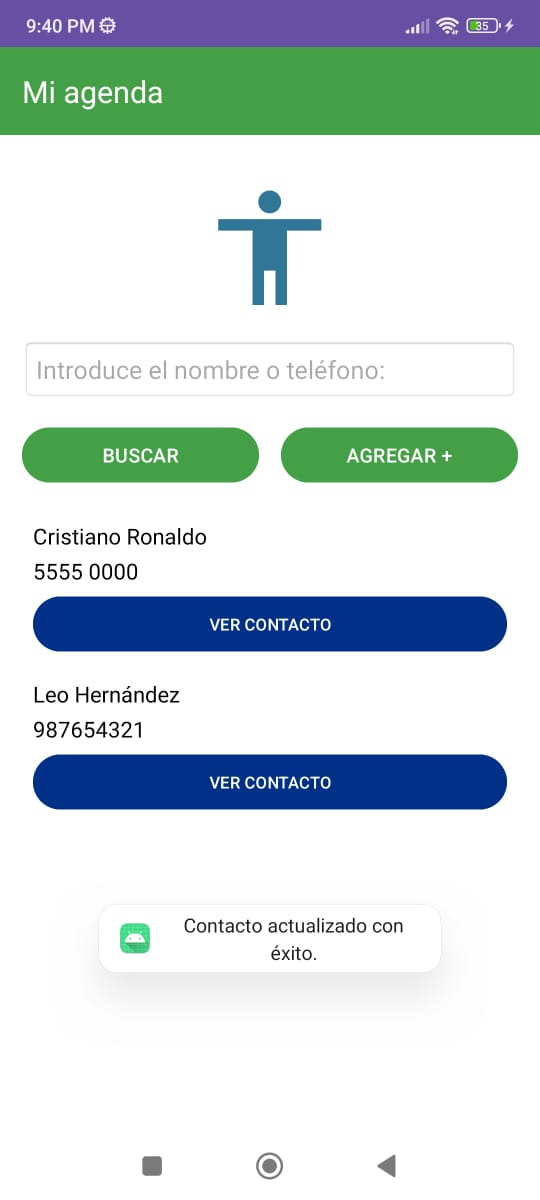 9:40 PM
35
Mi agenda
Introduce el nombre o teléfono:
BUSCAR
AGREGAR +
Cristiano Ronaldo
5555 0000
VER CONTACTO
Leo Hernández
987654321
VER CONTACTO
Contacto actualizado con
éxito.